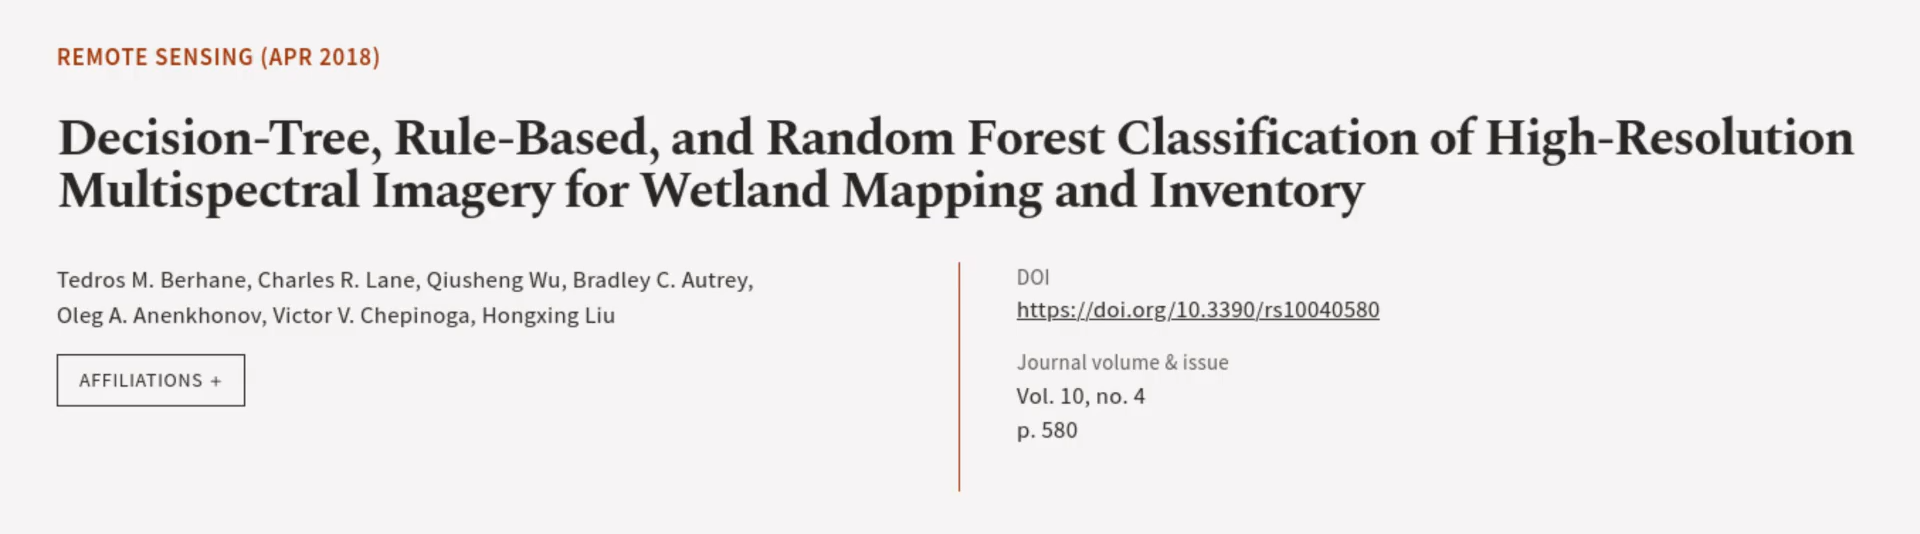 REMOTE SENSING (APR 2018)
Decision-Tree, Rule-Based, and Random Forest Classification of High-Resolution
Multispectral Imagery for Wetland Mapping and Inventory
Tedros M. Berhane, Charles R. Lane, Qiusheng Wu, Bradley C. Autrey,
Oleg A. Anenkhonov, Victor V. Chepinoga, Hongxing Liu
AFFILIATIONS +
DOI
https://doi.org/10.3390/rs10040580
Journal volume & issue
Vol. 10, no. 4
p. 580